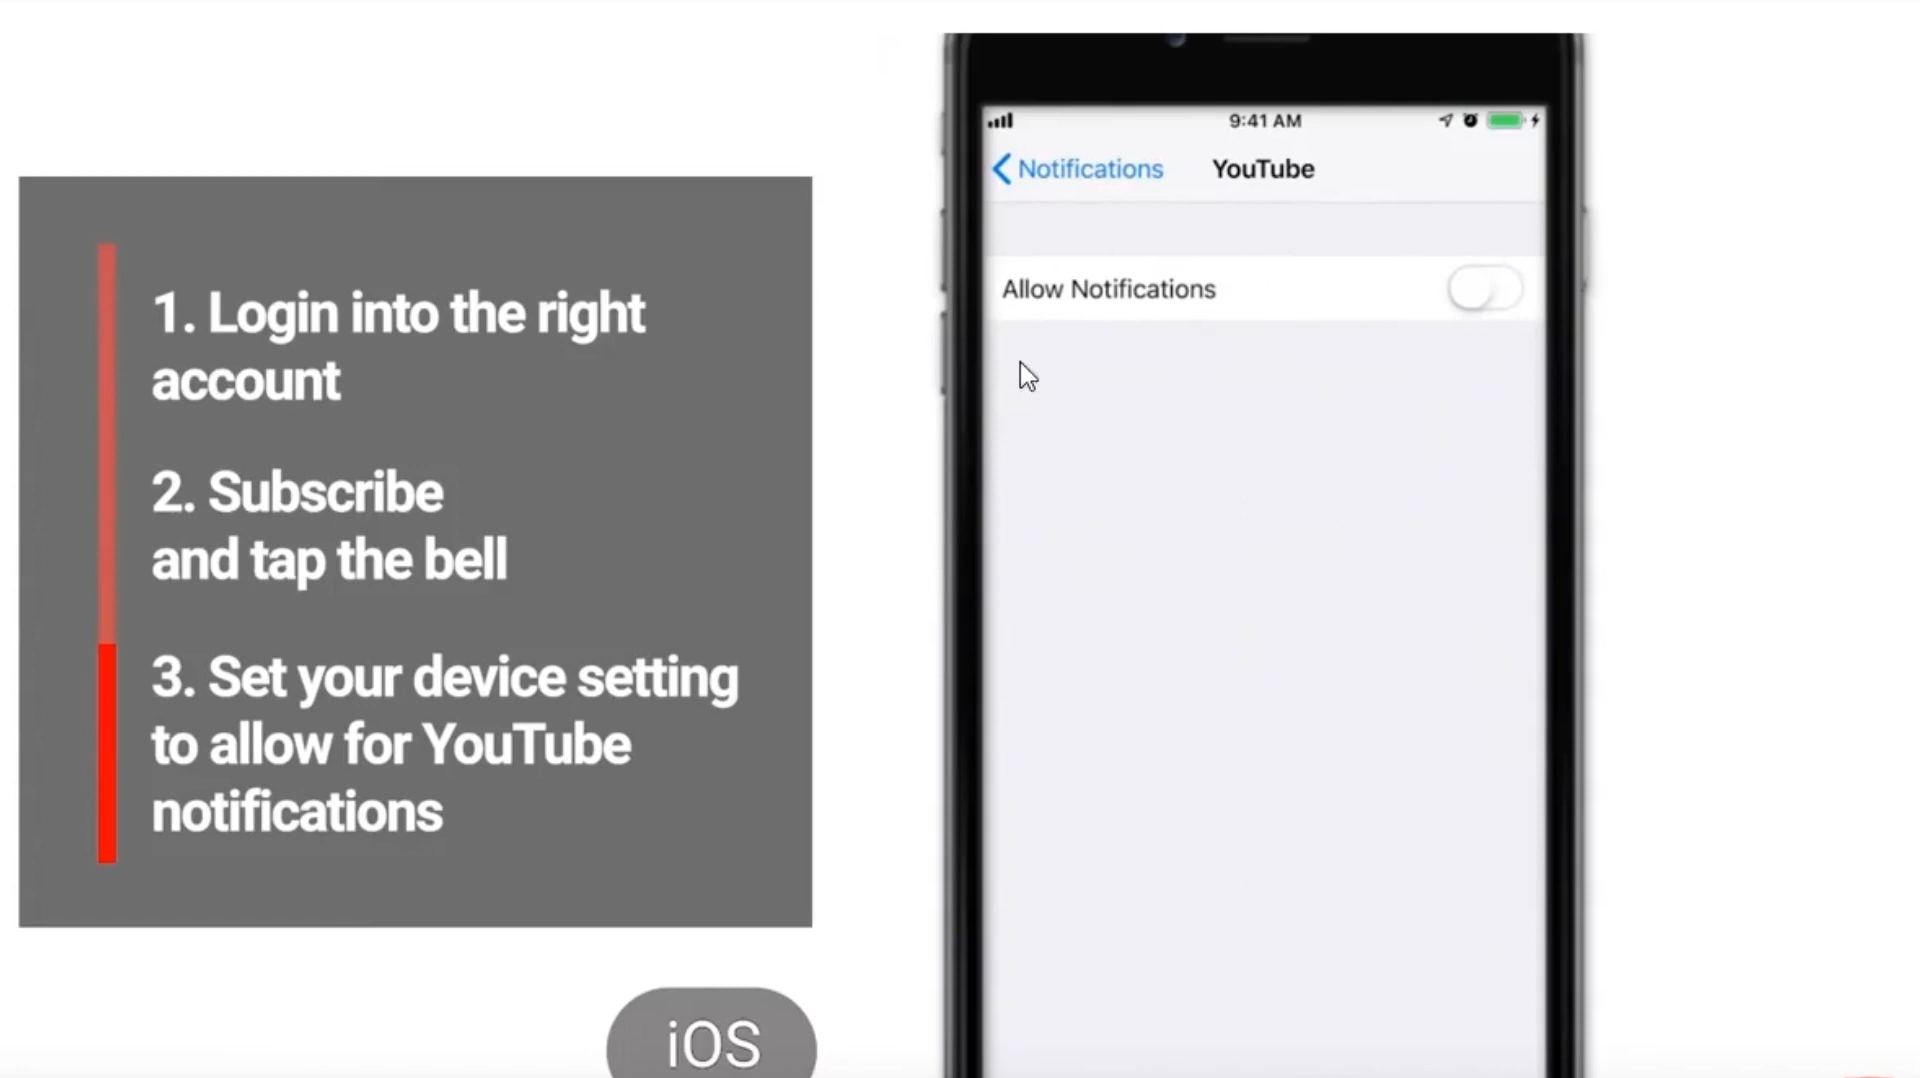 1. Login into the right
account
2. Subscribe
and tap the bell
3. Set your device setting
to allow for YouTube
notifications
iOS
9:41 AM
Notifications
YouTube
Allow Notifications